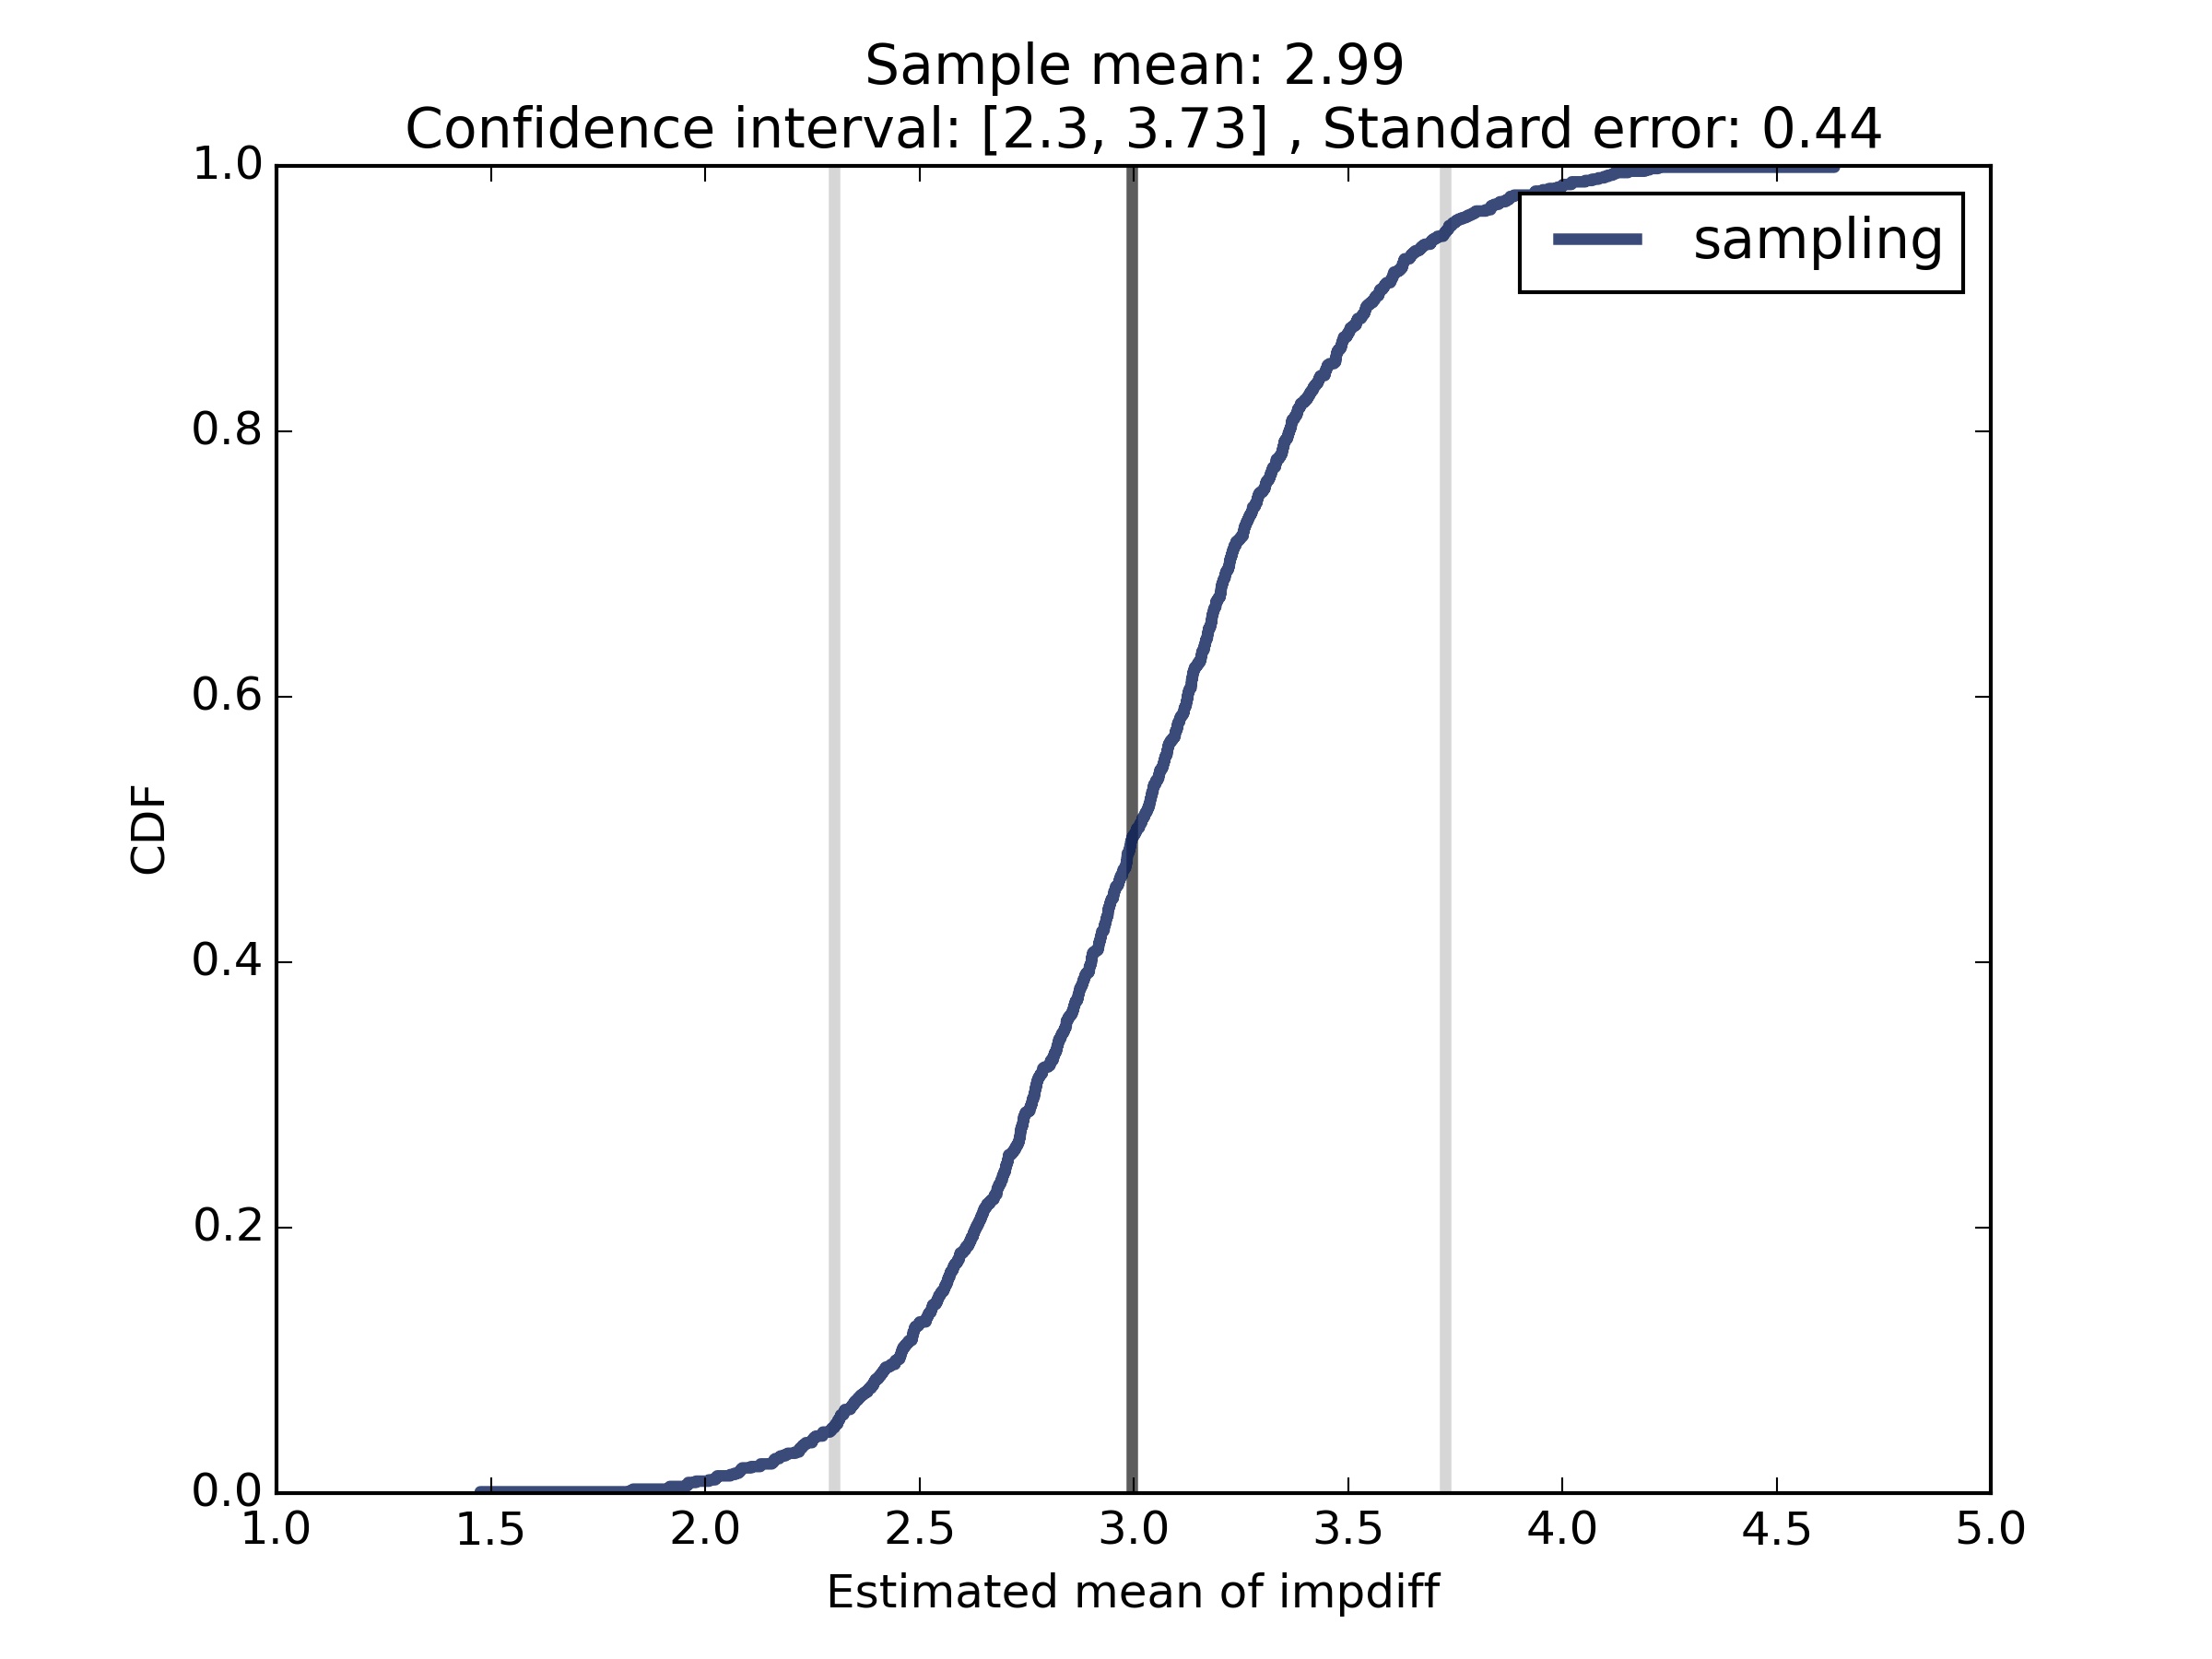 Sample mean: 2.99
Confidence interval: [2.3, 3.73] , Standard error: 0.44
sampling
1.0
0.8
0.6
0.4
0.2
0.0
CDF
1.0 1.5 2.0 2.5 3.0 3.5 4.0 4.5 5.0
Estimated mean of impdiff